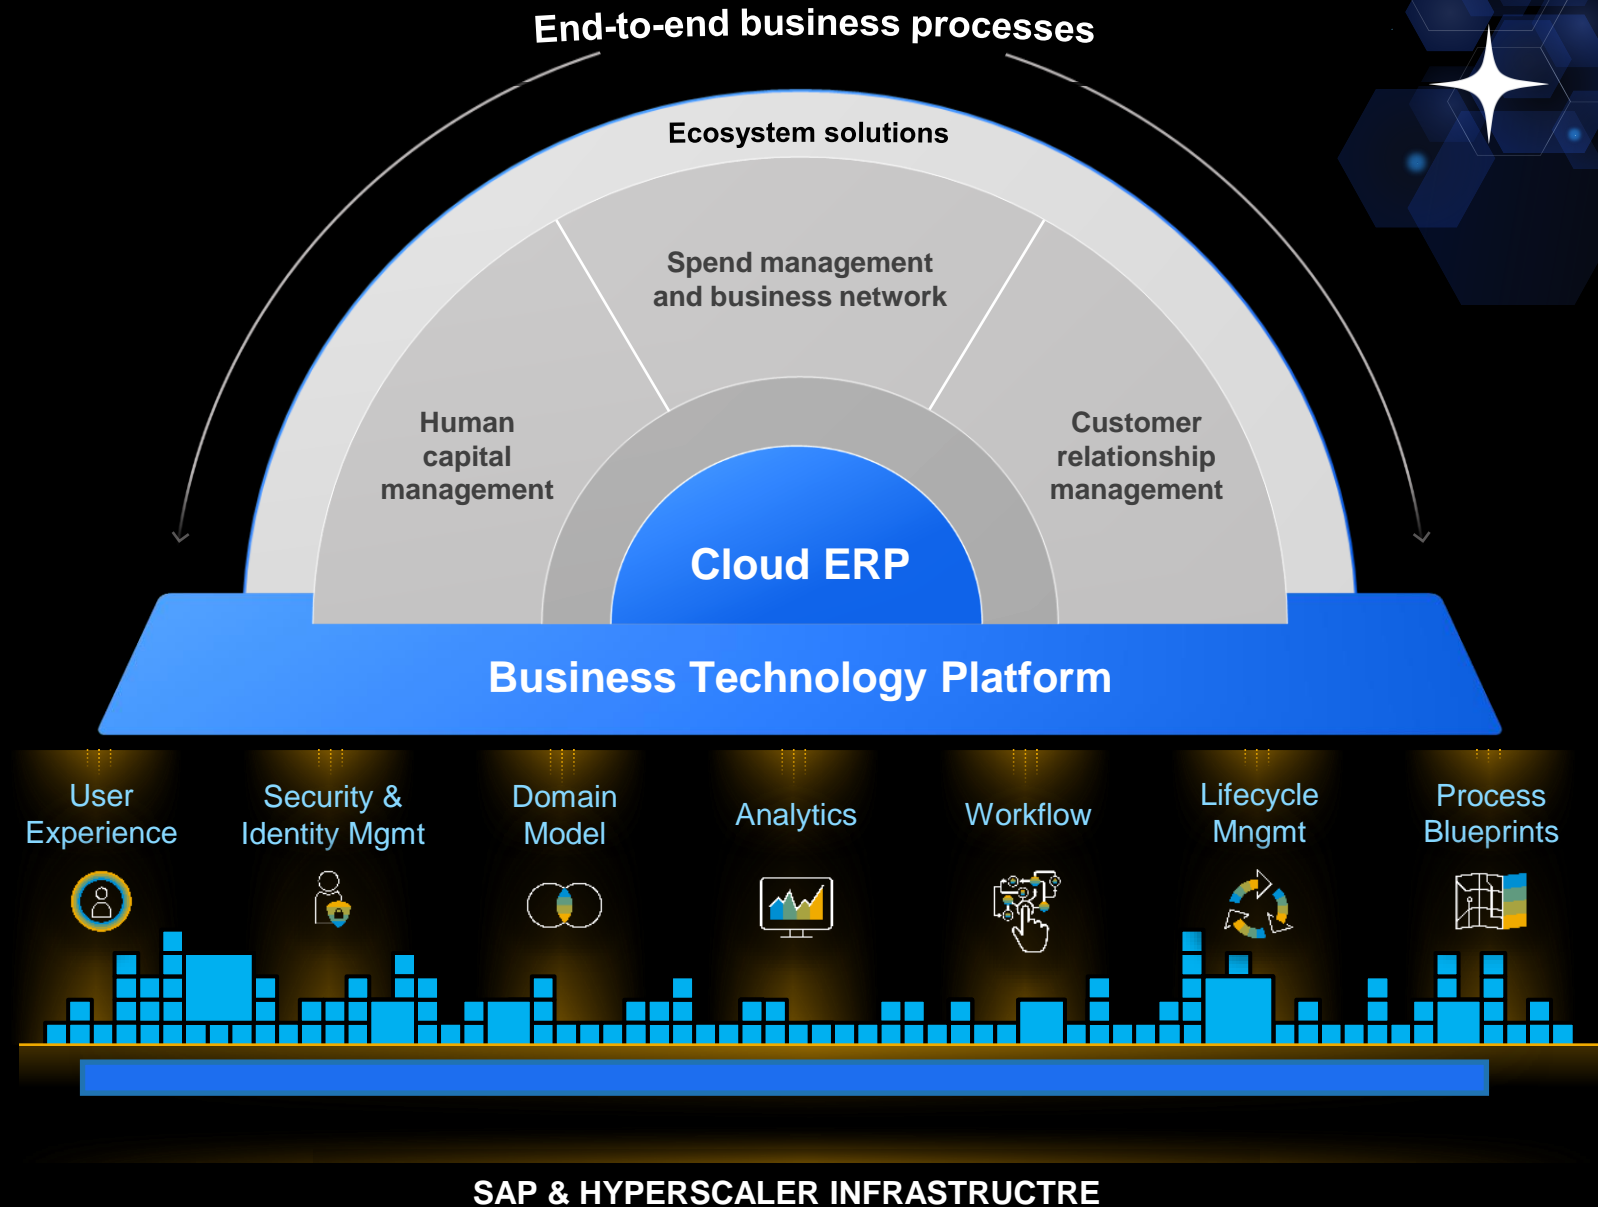 End-to-end business processes
Ecosystem solutions
Spend management
and business network
Human
capital
management
Customer
relationship
management
Cloud ERP
Business Technology Platform
User
Experience
Security &
Identity Mgmt
Domain
Model
Analytics
Workflow
Lifecycle
Mngmt
Process
Blueprints
SAP & HYPERSCALER INFRASTRUCTRE